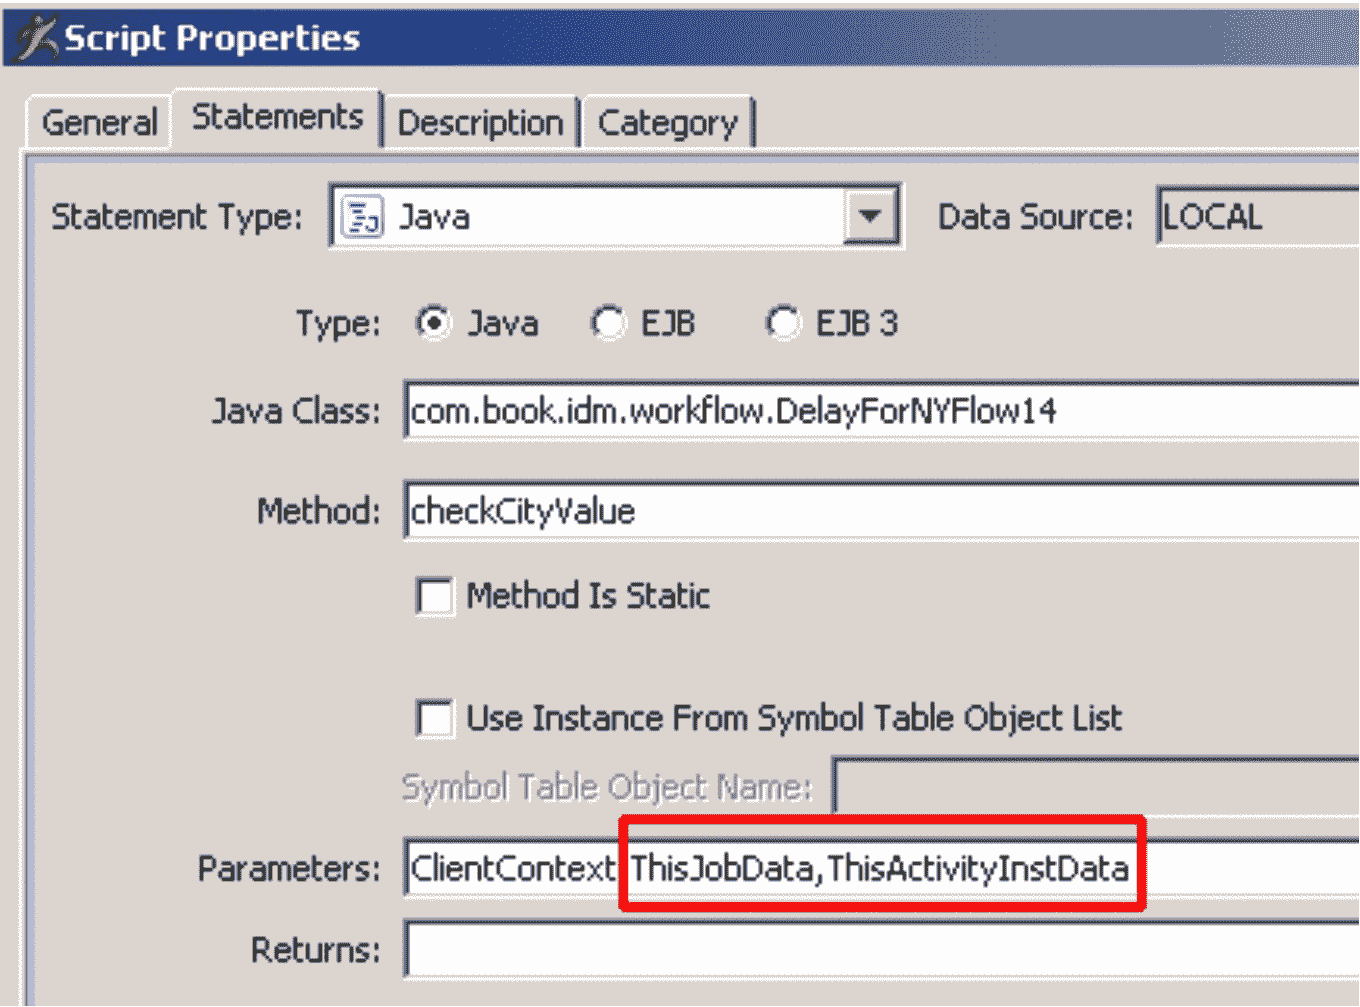 Script Properties
General Statements Description Category
Statement Type: Java Data Source: LOCAL
Type: Java EJB EJB 3
Java Class: com.book.idm.workflow.DelayForNYFlow14
Method: checkCityValue
Method Is Static
Use Instance From Symbol Table Object List
Symbol Table Object Name:
Parameters: ClientContext ThisJobData,ThisActivityInstData
Returns: